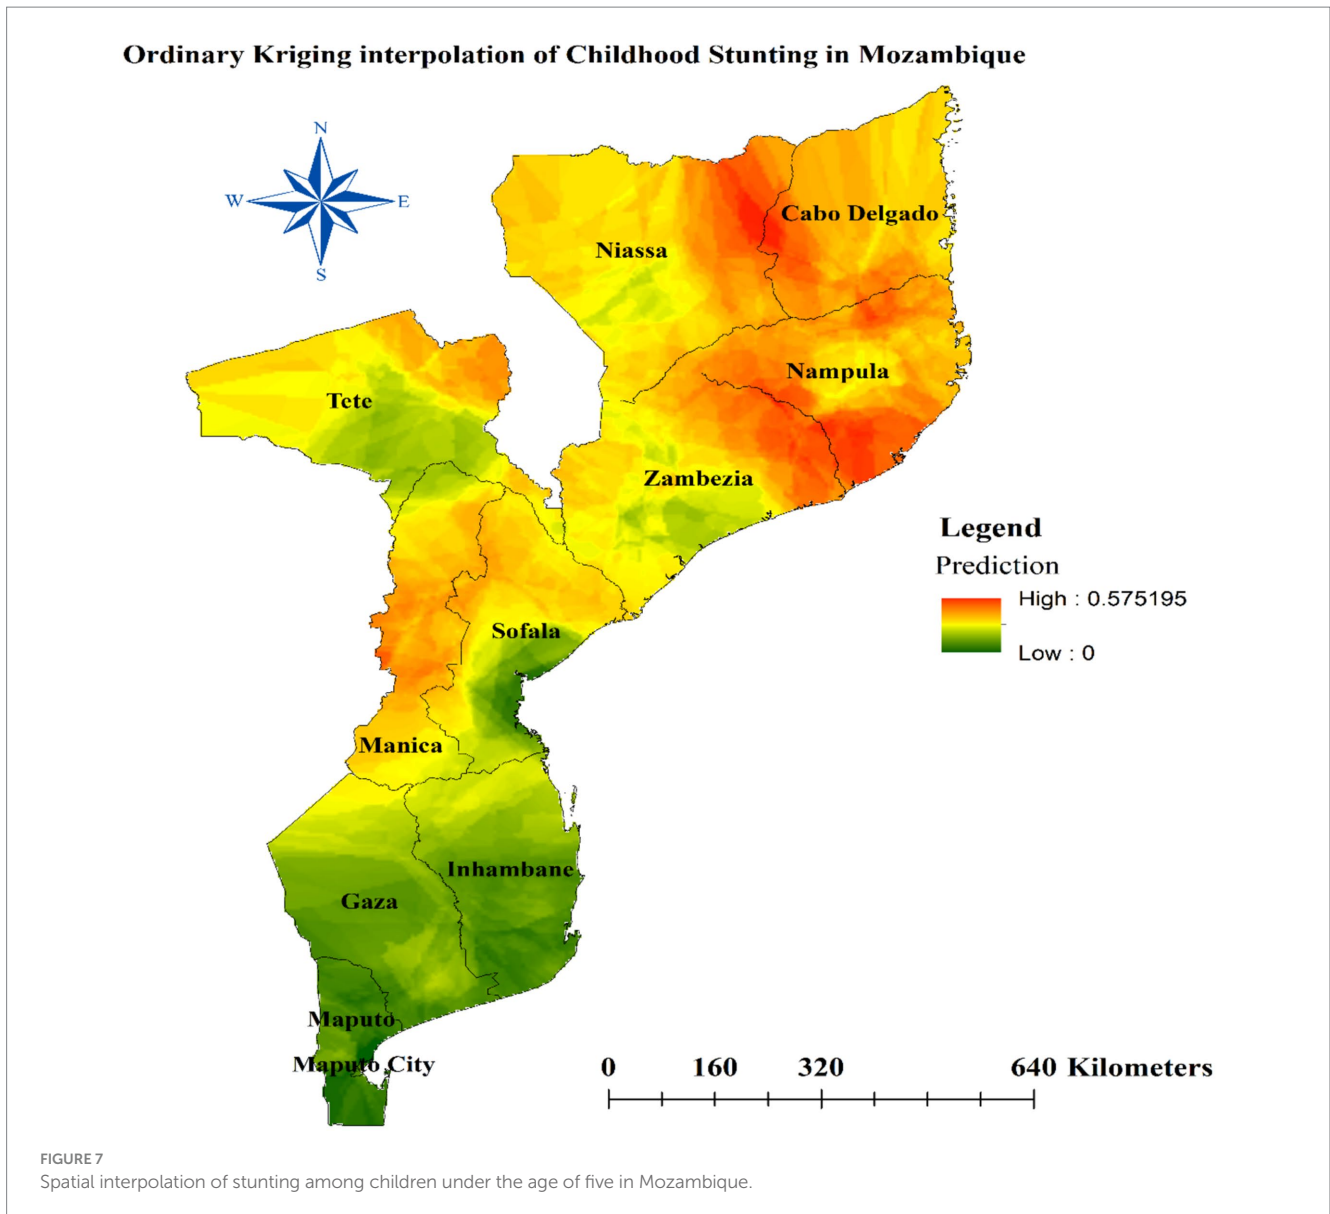 Ordinary Kriging interpolation of Childhood Stunting in Mozambique
N
W
E
S
Cabo Delgado
Niassa
Nampula
Tete
Zambezia
Legend
Prediction
High : 0.575195
Low : 0
Sofala
Manica
Inhambane
Gaza
Maputo
Maputo City
0 160 320 640 Kilometers
FIGURE 7
Spatial interpolation of stunting among children under the age of five in Mozambique.